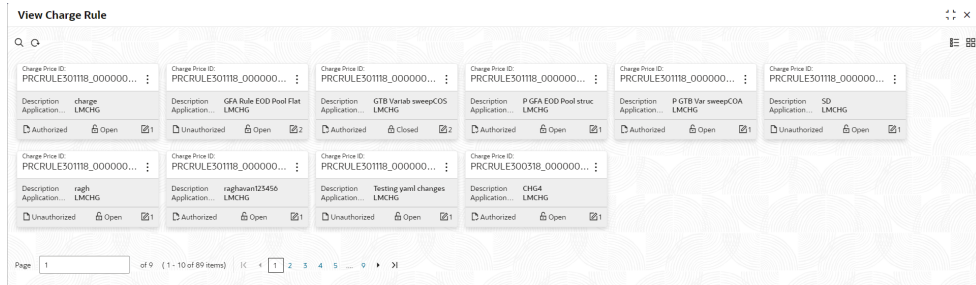 View Charge Rule
Charge Price ID: Charge Price ID: Charge Price ID: Charge Price ID: Charge Price ID: Charge Price ID:
PRCRULE301118_000000... PRCRULE301118_000000... PRCRULE301118_000000... PRCRULE301118_000000... PRCRULE301118_000000... PRCRULE301118_000000...
Description charge Description GFA Rule EOD Pool Flat Description GTB Variab sweepCOS Description P GFA EOD Pool struc Description P GTB Var sweepCOA Description SD
Application... LMCHG Application... LMCHG Application... LMCHG Application... LMCHG Application... LMCHG Application... LMCHG
Authorized Open 1 Unauthorized Open 2 Authorized Closed 2 Authorized Open 1 Authorized Open 1 Unauthorized Open 1
Charge Price ID: Charge Price ID: Charge Price ID: Charge Price ID:
PRCRULE301118_000000... PRCRULE301118_000000... PRCRULE301118_000000... PRCRULE300318_000000...
Description ragh Description raghavan123456 Description Testing yaml changes Description CHG4
Application... LMCHG Application... LMCHG Application... LMCHG Application... LMCHG
Unauthorized Open 1 Authorized Open 1 Unauthorized Open 1 Authorized Open 1
Page 1 of 9 (1 - 10 of 89 items) 1 2 3 4 5 .... 9